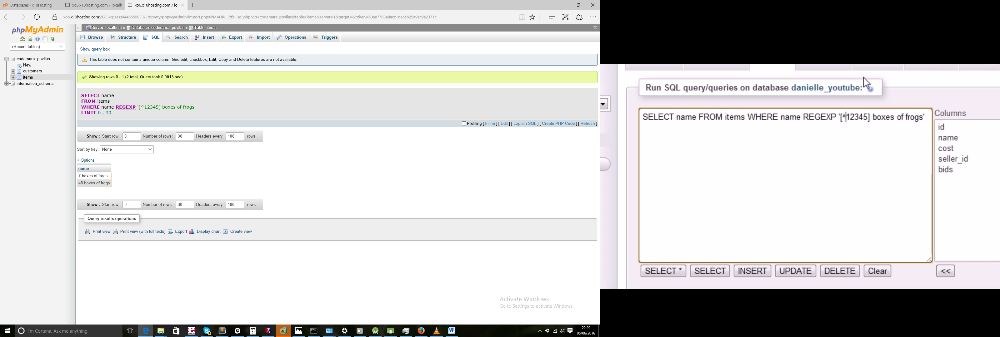 Databases - x10Hosting
xo6.x10hosting.com / localh
xo6.x10hosting.com / lo
xo6.x10hosting.com:2083/cpsess9446659933/3rdparty/phpMyAdmin/import.php#PMAURL-7:tbl_sql.php?db=codemara_povilas&table=items&server=1&target=&token=60ae7763a8acc1decab25a9ec9e2371c
phpMyAdmin
(Recent tables) ...
codemara_povilas
New
customers
items
information_schema
Server: localhost » Database: codemara_povilas » Table: items
Browse Structure SQL Search Insert Export Import Operations Triggers
Show query box
This table does not contain a unique column. Grid edit, checkbox, Edit, Copy and Delete features are not available.
Showing rows 0 - 1 (2 total, Query took 0.0013 sec)
SELECT name
FROM items
WHERE name REGEXP '[^12345] boxes of frogs'
LIMIT 0 , 30
Profiling [ Inline ] [ Edit ] [ Explain SQL ] [ Create PHP Code ] [ Refresh ]
Show : Start row: 0 Number of rows: 30 Headers every 100 rows
Sort by key: None
+ Options
name
7 boxes of frogs
48 boxes of frogs
Show : Start row: 0 Number of rows: 30 Headers every 100 rows
Query results operations
Print view Print view (with full texts) Export Display chart Create view
Activate Windows
Go to Settings to activate Windows.
I'm Cortana. Ask me anything.
22:29
05/06/2016
Run SQL query/queries on database danielle_youtube:
SELECT name FROM items WHERE name REGEXP '[^12345] boxes of frogs'
Columns
id
name
cost
seller_id
bids
SELECT * SELECT INSERT UPDATE DELETE Clear <<